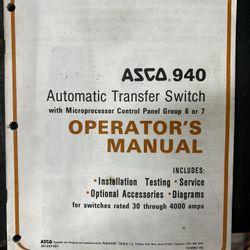 ASCO 940
Automatic Transfer Switch
with Microprocessor Control Panel Group 6 or 7
OPERATOR'S
MANUAL
INCLUDES:
• Installation Testing • Service
• Optional Accessories • Diagrams
for switches rated 30 through 4000 amps
ASCO